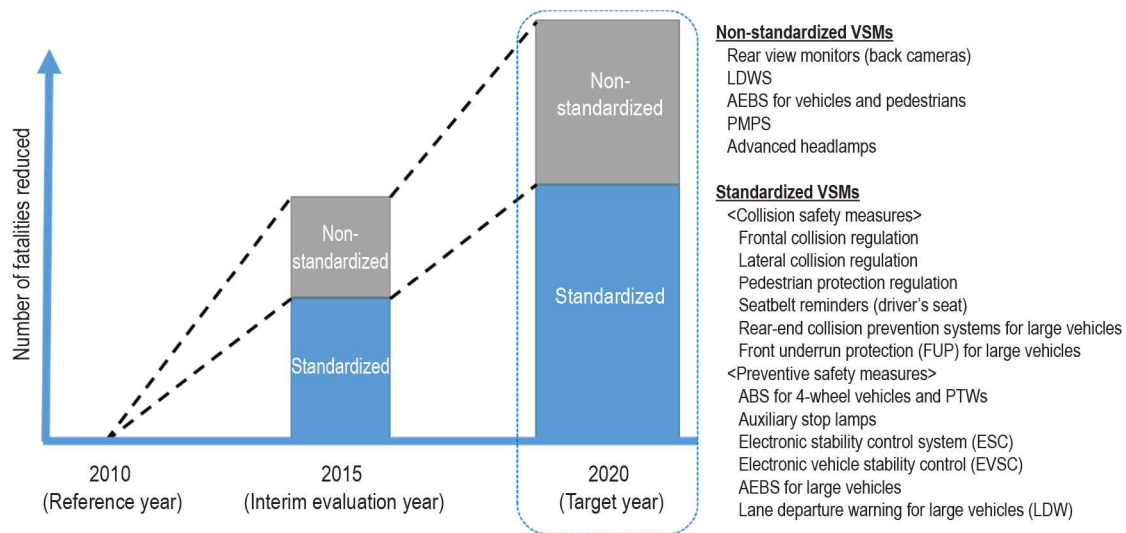 Number of fatalities reduced
Non-
standardized
Standardized
Non-
standardized
Standardized
2010
(Reference year)
2015
(Interim evaluation year)
2020
(Target year)
Non-standardized VSMs
Rear view monitors (back cameras)
LDWS
AEBS for vehicles and pedestrians
PMPS
Advanced headlamps
Standardized VSMs
<Collision safety measures>
Frontal collision regulation
Lateral collision regulation
Pedestrian protection regulation
Seatbelt reminders (driver's seat)
Rear-end collision prevention systems for large vehicles
Front underrun protection (FUP) for large vehicles
<Preventive safety measures>
ABS for 4-wheel vehicles and PTWs
Auxiliary stop lamps
Electronic stability control system (ESC)
Electronic vehicle stability control (EVSC)
AEBS for large vehicles
Lane departure warning for large vehicles (LDW)